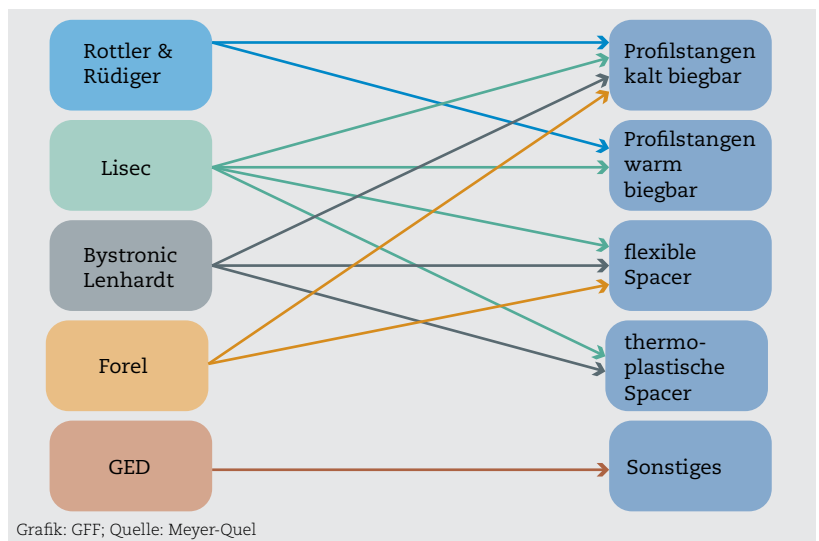 Rottler &
Rüdiger
Lisec
Bystronic
Lenhardt
Forel
GED
Profilstangen
kalt biegbar
Profilstangen
warm
biegbar
flexible
Spacer
thermo-
plastische
Spacer
Sonstiges
Grafik: GFF; Quelle: Meyer-Quel